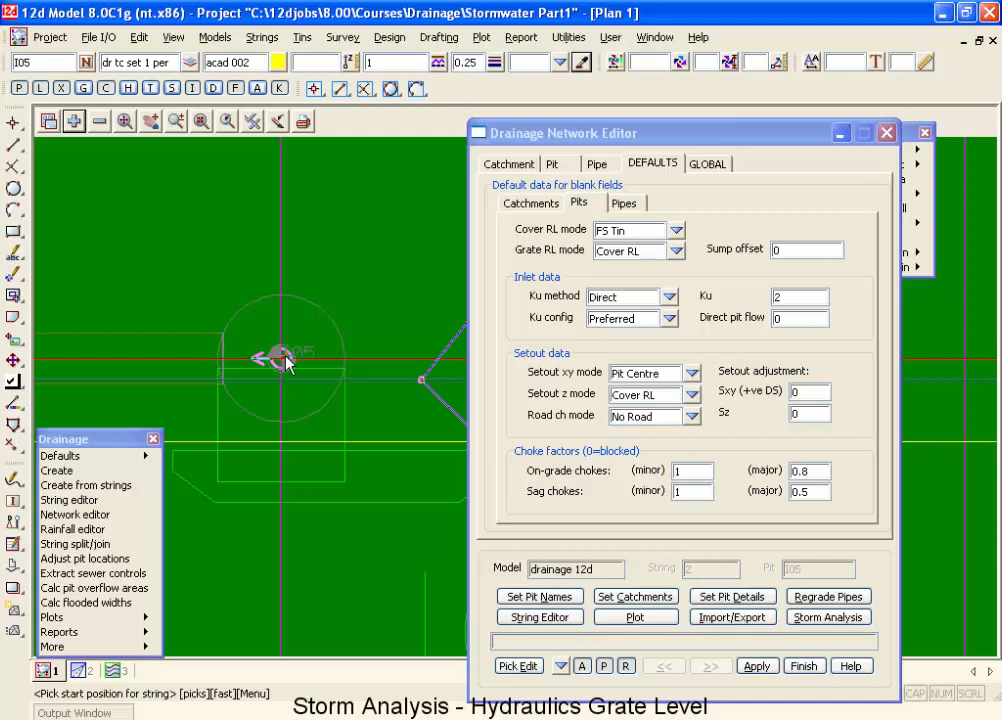 12d Model 8.0C1g (nt.x86) - Project "C:\12djobs\8.00\Courses\Drainage\Stormwater Part1" - [Plan 1]
Project File I/O Edit View Models Strings Tins Survey Design Drafting Plot Report Utilities User Window Help
I05 N dr tc set 1 per acad 002 1 0.25 T
P L X G C H T S I D F A K
Drainage Network Editor
Catchment Pit Pipe DEFAULTS GLOBAL
Default data for blank fields
Catchments Pits Pipes
Cover RL mode FS Tin
Grate RL mode Cover RL Sump offset 0
Inlet data
Ku method Direct Ku 2
Ku config Preferred Direct pit flow 0
Setout data
Setout xy mode Pit Centre Setout adjustment:
Setout z mode Cover RL Sxy (+ve DS) 0
Road ch mode No Road Sz 0
Choke factors (0=blocked)
On-grade chokes: (minor) 1 (major) 0.8
Sag chokes: (minor) 1 (major) 0.5
Model drainage 12d String 2 Pit I05
Set Pit Names Set Catchments Set Pit Details Regrade Pipes
String Editor Plot Import/Export Storm Analysis
Pick Edit A P R << >> Apply Finish Help
Drainage
Defaults
Create
Create from strings
String editor
Network editor
Rainfall editor
String split/join
Adjust pit locations
Extract sewer controls
Calc pit overflow areas
Calc flooded widths
Plots
Reports
More
1 2 3
<Pick start position for string> [picks][fast][Menu]
CAP NUM SCRL
Output Window
Storm Analysis - Hydraulics Grate Level